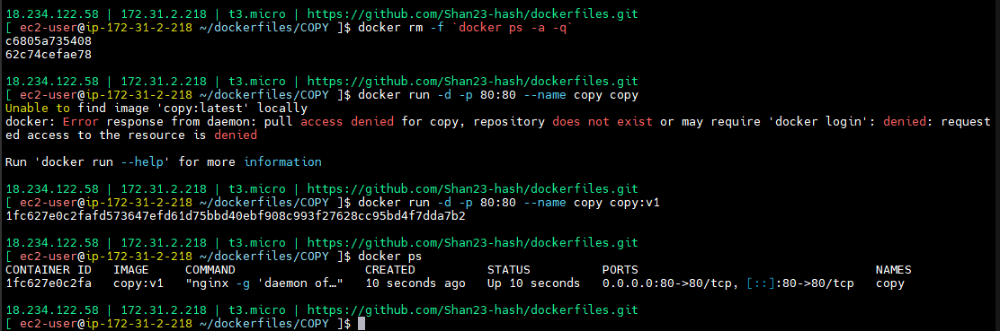 18.234.122.58 | 172.31.2.218 | t3.micro | https://github.com/Shan23-hash/dockerfiles.git
[ ec2-user@ip-172-31-2-218 ~/dockerfiles/COPY ]$ docker rm -f `docker ps -a -q`
c6805a735408
62c74cefae78
18.234.122.58 | 172.31.2.218 | t3.micro | https://github.com/Shan23-hash/dockerfiles.git
[ ec2-user@ip-172-31-2-218 ~/dockerfiles/COPY ]$ docker run -d -p 80:80 --name copy copy
Unable to find image 'copy:latest' locally
docker: Error response from daemon: pull access denied for copy, repository does not exist or may require 'docker login': denied: request
ed access to the resource is denied
Run 'docker run --help' for more information
18.234.122.58 | 172.31.2.218 | t3.micro | https://github.com/Shan23-hash/dockerfiles.git
[ ec2-user@ip-172-31-2-218 ~/dockerfiles/COPY ]$ docker run -d -p 80:80 --name copy copy:v1
1fc627e0c2fafd573647efd61d75bbd40ebf908c993f27628cc95bd4f7dda7b2
18.234.122.58 | 172.31.2.218 | t3.micro | https://github.com/Shan23-hash/dockerfiles.git
[ ec2-user@ip-172-31-2-218 ~/dockerfiles/COPY ]$ docker ps
CONTAINER ID   IMAGE     COMMAND                  CREATED          STATUS          PORTS                                 NAMES
1fc627e0c2fa   copy:v1   "nginx -g 'daemon of…"   10 seconds ago   Up 10 seconds   0.0.0.0:80->80/tcp, [::]:80->80/tcp   copy
18.234.122.58 | 172.31.2.218 | t3.micro | https://github.com/Shan23-hash/dockerfiles.git
[ ec2-user@ip-172-31-2-218 ~/dockerfiles/COPY ]$